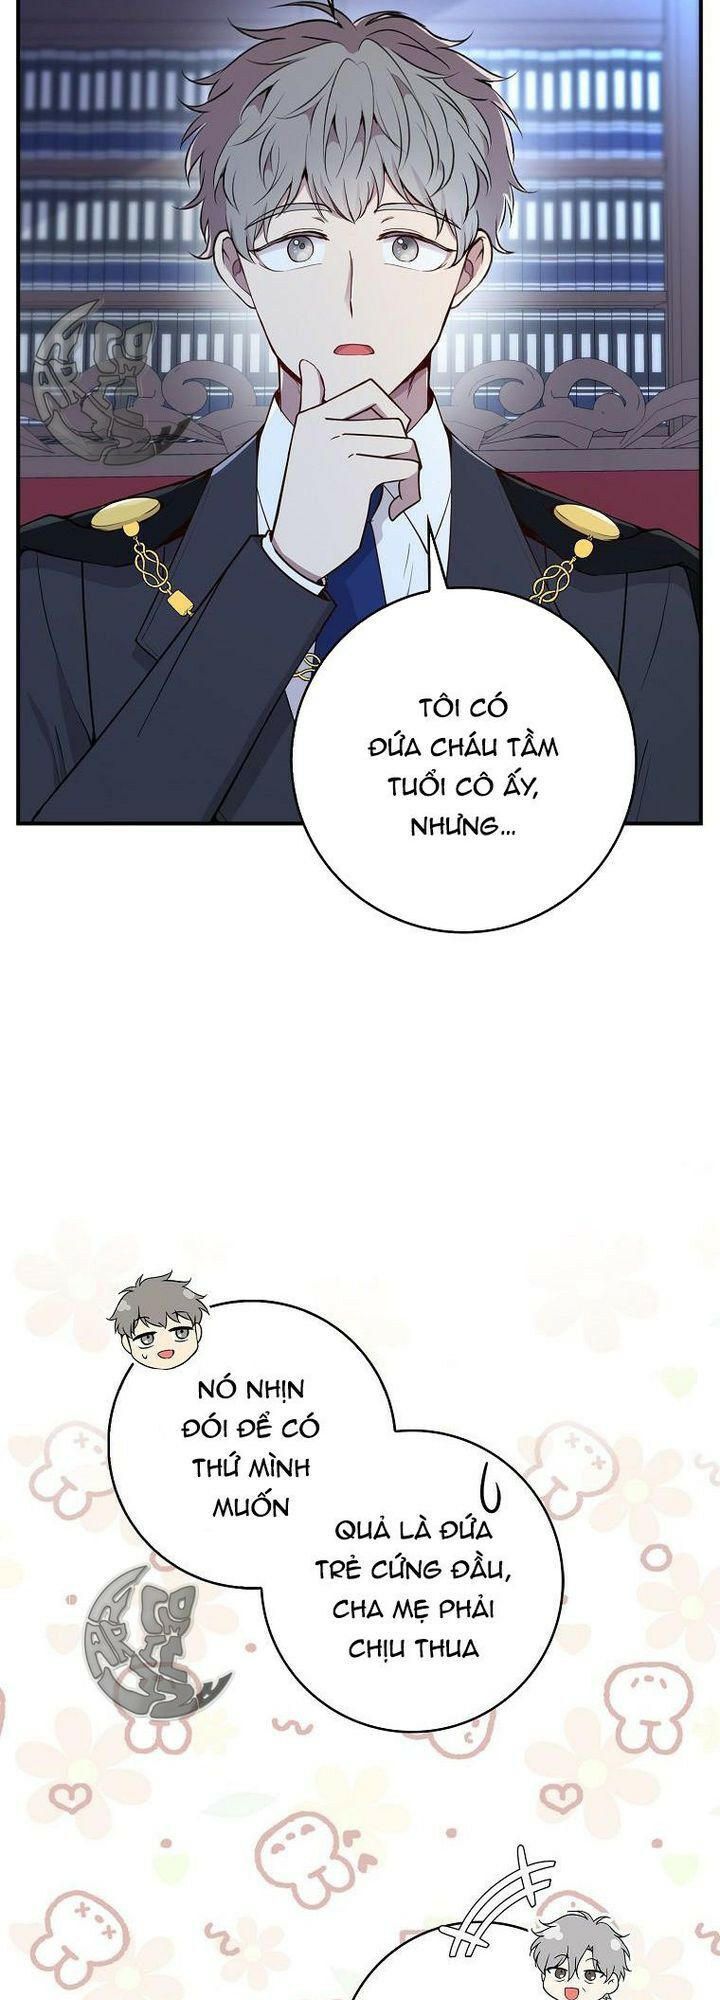 TÔI CÓ
ĐỨA CHÁU TẦM
TUỔI CÔ ẤY,
NHƯNG...
NÓ NHỊN
ĐÓI ĐỂ CÓ
THỨ MÌNH
MUỐN
QUẢ LÀ ĐỨA
TRẺ CỨNG ĐẦU,
CHA MẸ PHẢI
CHỊU THUA